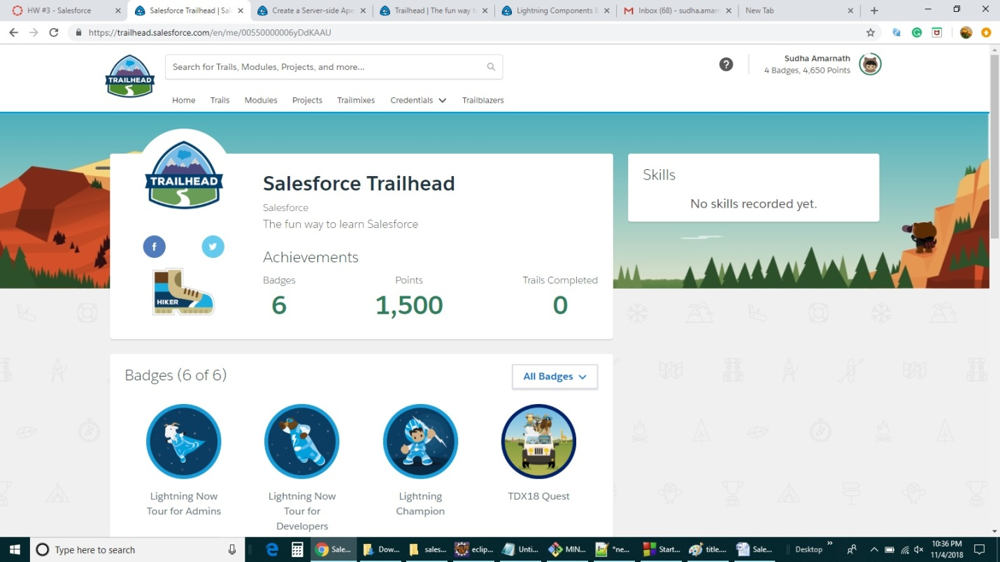 HW #3 - Salesforce
Salesforce Trailhead | Sal
Create a Server-side Ape
Trailhead | The fun way t
Lightning Components B
Inbox (68) - sudha.amarn
New Tab
https://trailhead.salesforce.com/en/me/00550000006yDdKAAU
TRAILHEAD
Search for Trails, Modules, Projects, and more...
?
Sudha Amarnath
4 Badges, 4,650 Points
Home Trails Modules Projects Trailmixes Credentials Trailblazers
TRAILHEAD
Salesforce Trailhead
Salesforce
The fun way to learn Salesforce
f
HIKER
Achievements
Badges Points Trails Completed
6 1,500 0
Skills
No skills recorded yet.
Badges (6 of 6)
All Badges
Lightning Now
Tour for Admins
Lightning Now
Tour for
Developers
Lightning
Champion
TDX18 Quest
Type here to search
Sale...
Dow...
sales...
eclip...
Unti...
MIN...
*ne...
Start...
title....
Sale...
Desktop
10:36 PM
11/4/2018